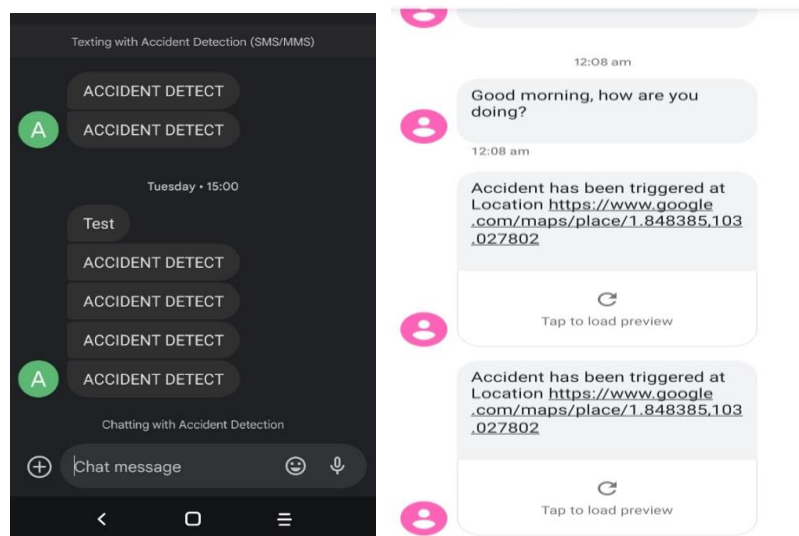 Texting with Accident Detection (SMS/MMS)
ACCIDENT DETECT
A
ACCIDENT DETECT
Tuesday • 15:00
Test
ACCIDENT DETECT
ACCIDENT DETECT
ACCIDENT DETECT
A
ACCIDENT DETECT
Chatting with Accident Detection
Chat message
12:08 am
Good morning, how are you
doing?
12:08 am
Accident has been triggered at
Location https://www.google
.com/maps/place/1.848385,103
.027802
Tap to load preview
Accident has been triggered at
Location https://www.google
.com/maps/place/1.848385,103
.027802
Tap to load preview